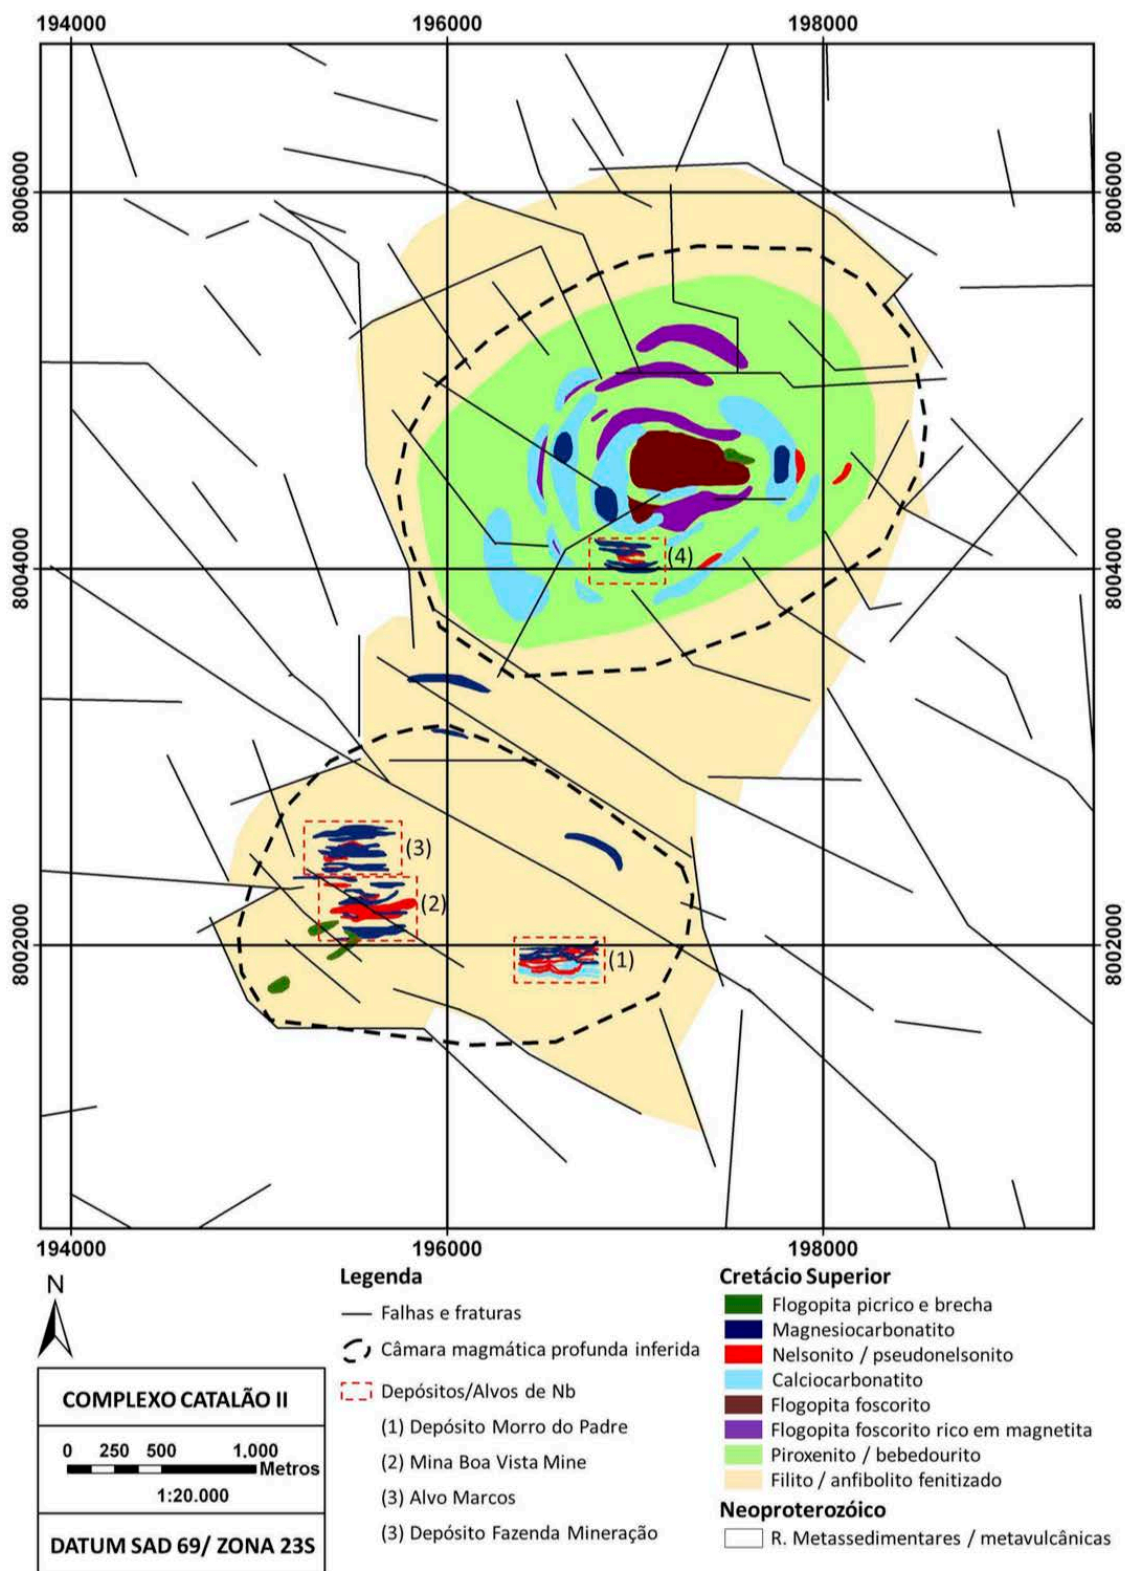 194000 196000 198000
8006000 8006000
(4)
8004000 8004000
(3)
(2)
8002000 8002000
(1)
194000 196000 198000
N
COMPLEXO CATALÃO II
0 250 500 1.000
Metros
1:20.000
DATUM SAD 69/ ZONA 23S
Legenda
Falhas e fraturas
Câmara magmática profunda inferida
Depósitos/Alvos de Nb
(1) Depósito Morro do Padre
(2) Mina Boa Vista Mine
(3) Alvo Marcos
(3) Depósito Fazenda Mineração
Cretácio Superior
Flogopita picrico e brecha
Magnesiocarbonatito
Nelsonito / pseudonelsonito
Calciocarbonatito
Flogopita foscorito
Flogopita foscorito rico em magnetita
Piroxenito / bebedourito
Filito / anfibolito fenitizado
Neoproterozóico
R. Metassedimentares / metavulcânicas